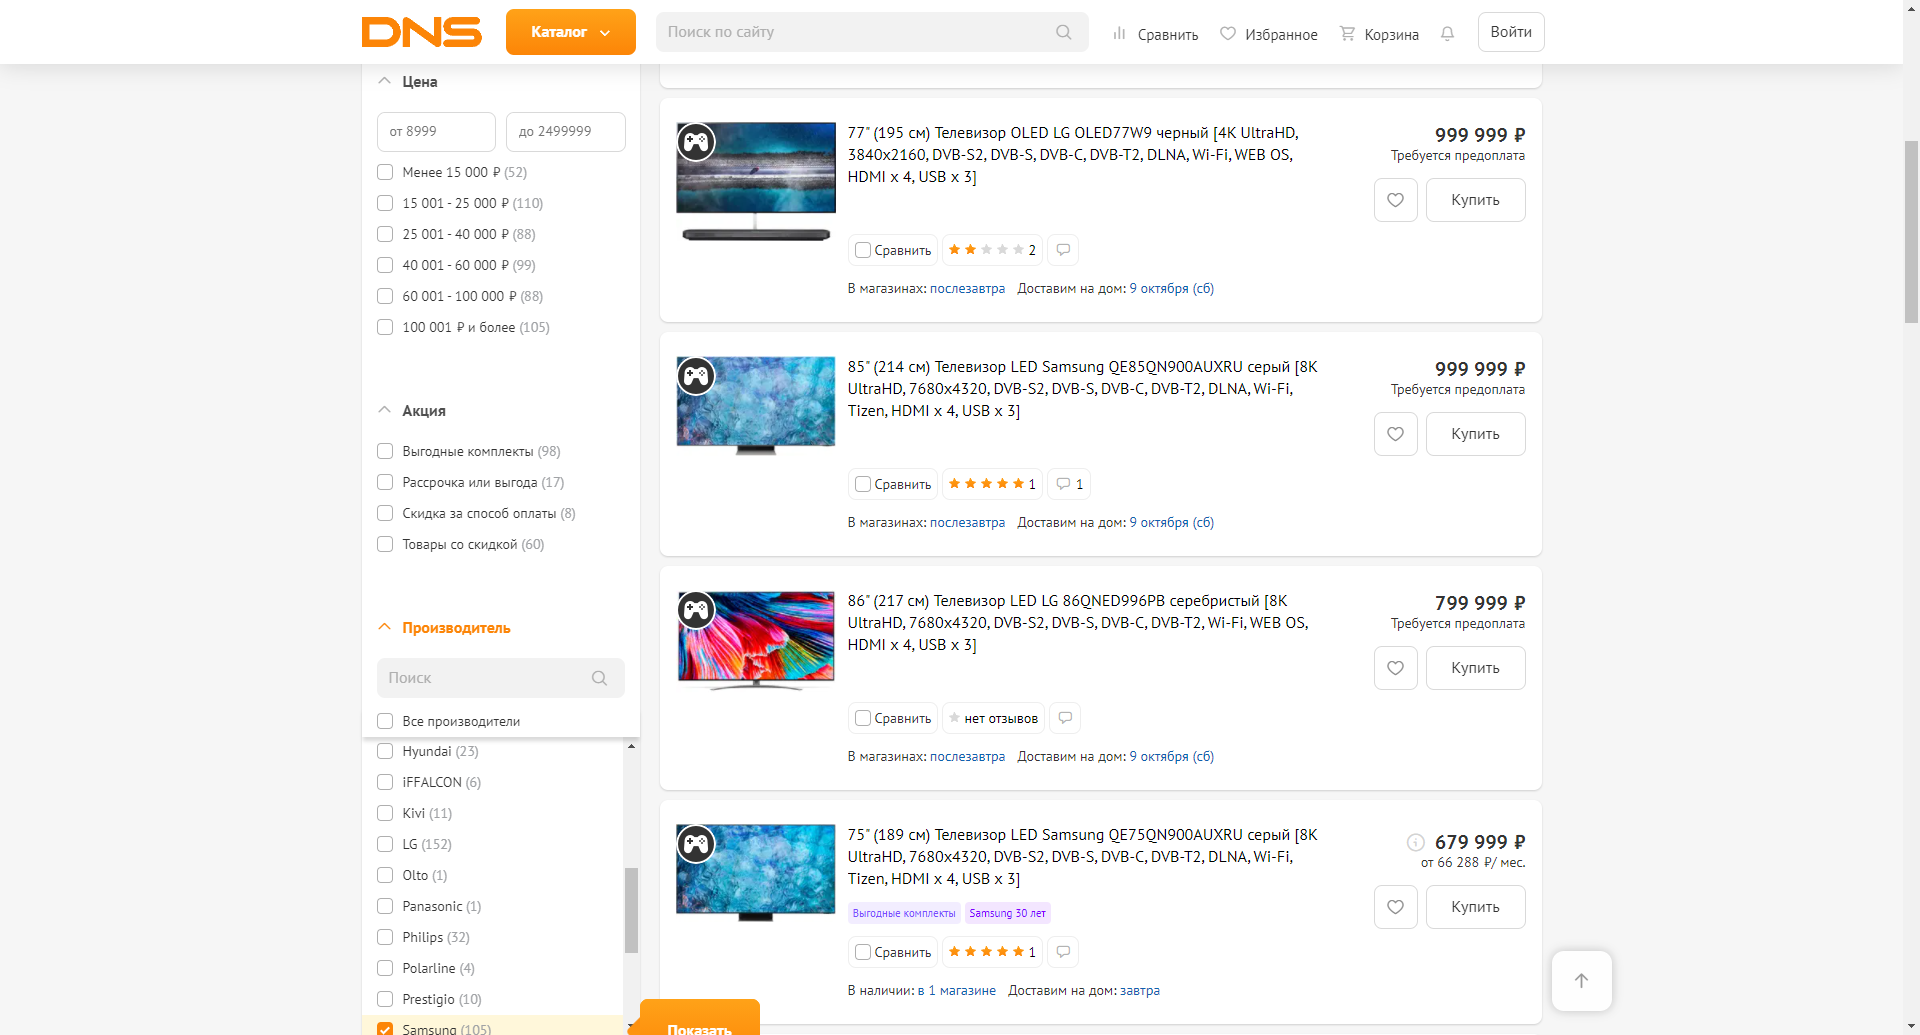 DNS
Каталог
Поиск по сайту
Сравнить
Избранное
Корзина
Войти
Цена
от 8999
до 2499999
Менее 15 000 ₽ (52)
15 001 - 25 000 ₽ (110)
25 001 - 40 000 ₽ (88)
40 001 - 60 000 ₽ (99)
60 001 - 100 000 ₽ (88)
100 001 ₽ и более (105)
Акция
Выгодные комплекты (98)
Рассрочка или выгода (17)
Скидка за способ оплаты (8)
Товары со скидкой (60)
Производитель
Поиск
Все производители
Hyundai (23)
iFFALCON (6)
Kivi (11)
LG (152)
Olto (1)
Panasonic (1)
Philips (32)
Polarline (4)
Prestigio (10)
Samsung (105)
Показать
77" (195 см) Телевизор OLED LG OLED77W9 черный [4K UltraHD,
3840x2160, DVB-S2, DVB-S, DVB-C, DVB-T2, DLNA, Wi-Fi, WEB OS,
HDMI x 4, USB x 3]
999 999 ₽
Требуется предоплата
Купить
Сравнить
2
В магазинах: послезавтра Доставим на дом: 9 октября (сб)
85" (214 см) Телевизор LED Samsung QE85QN900AUXRU серый [8K
UltraHD, 7680x4320, DVB-S2, DVB-S, DVB-C, DVB-T2, DLNA, Wi-Fi,
Tizen, HDMI x 4, USB x 3]
999 999 ₽
Требуется предоплата
Купить
Сравнить
1
1
В магазинах: послезавтра Доставим на дом: 9 октября (сб)
86" (217 см) Телевизор LED LG 86QNED996PB серебристый [8K
UltraHD, 7680x4320, DVB-S2, DVB-S, DVB-C, DVB-T2, Wi-Fi, WEB OS,
HDMI x 4, USB x 3]
799 999 ₽
Требуется предоплата
Купить
Сравнить
нет отзывов
В магазинах: послезавтра Доставим на дом: 9 октября (сб)
75" (189 см) Телевизор LED Samsung QE75QN900AUXRU серый [8K
UltraHD, 7680x4320, DVB-S2, DVB-S, DVB-C, DVB-T2, DLNA, Wi-Fi,
Tizen, HDMI x 4, USB x 3]
679 999 ₽
от 66 288 ₽/ мес.
Купить
Выгодные комплекты
Samsung 30 лет
Сравнить
1
В наличии: в 1 магазине Доставим на дом: завтра